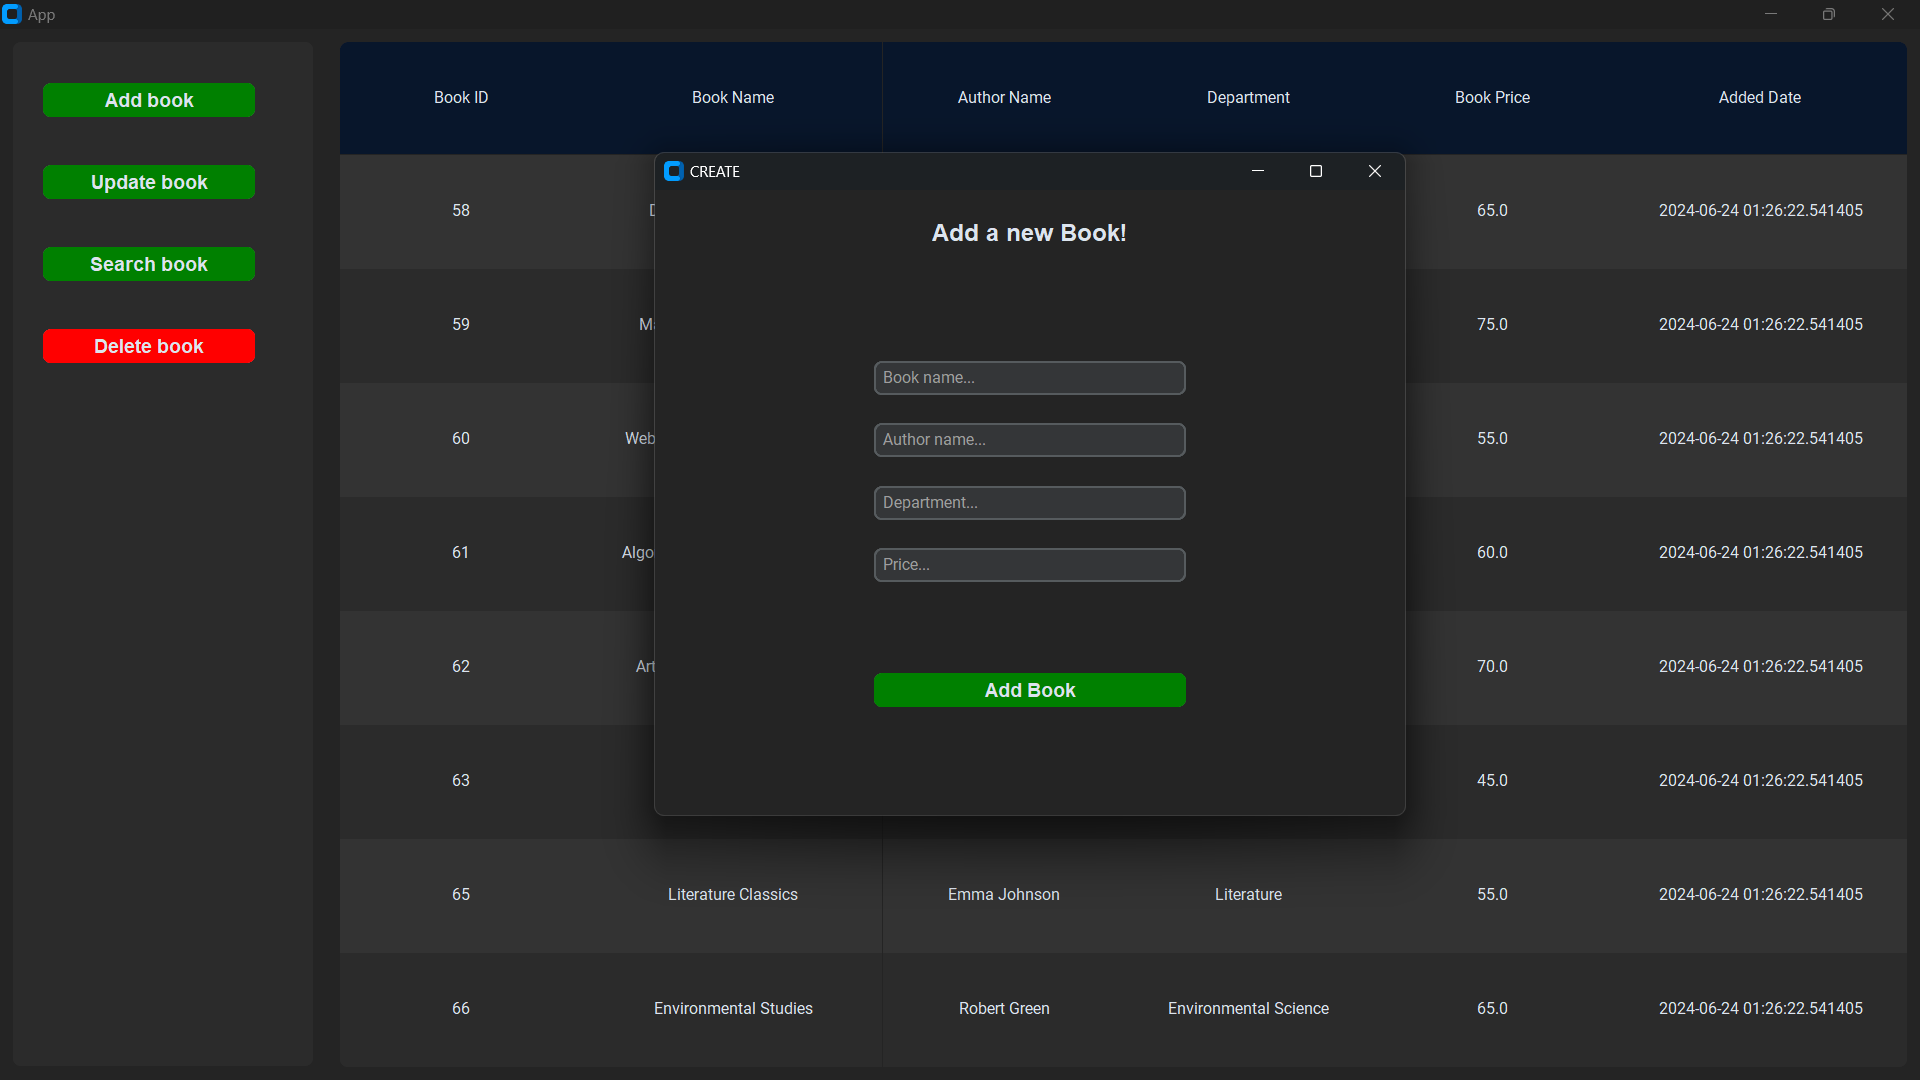 App
Add book
Update book
Search book
Delete book
Book ID Book Name Author Name Department Book Price Added Date
58 65.0 2024-06-24 01:26:22.541405
59 75.0 2024-06-24 01:26:22.541405
60 Web 55.0 2024-06-24 01:26:22.541405
61 Algo 60.0 2024-06-24 01:26:22.541405
62 Art 70.0 2024-06-24 01:26:22.541405
63 45.0 2024-06-24 01:26:22.541405
65 Literature Classics Emma Johnson Literature 55.0 2024-06-24 01:26:22.541405
66 Environmental Studies Robert Green Environmental Science 65.0 2024-06-24 01:26:22.541405
CREATE
Add a new Book!
Book name...
Author name...
Department...
Price...
Add Book